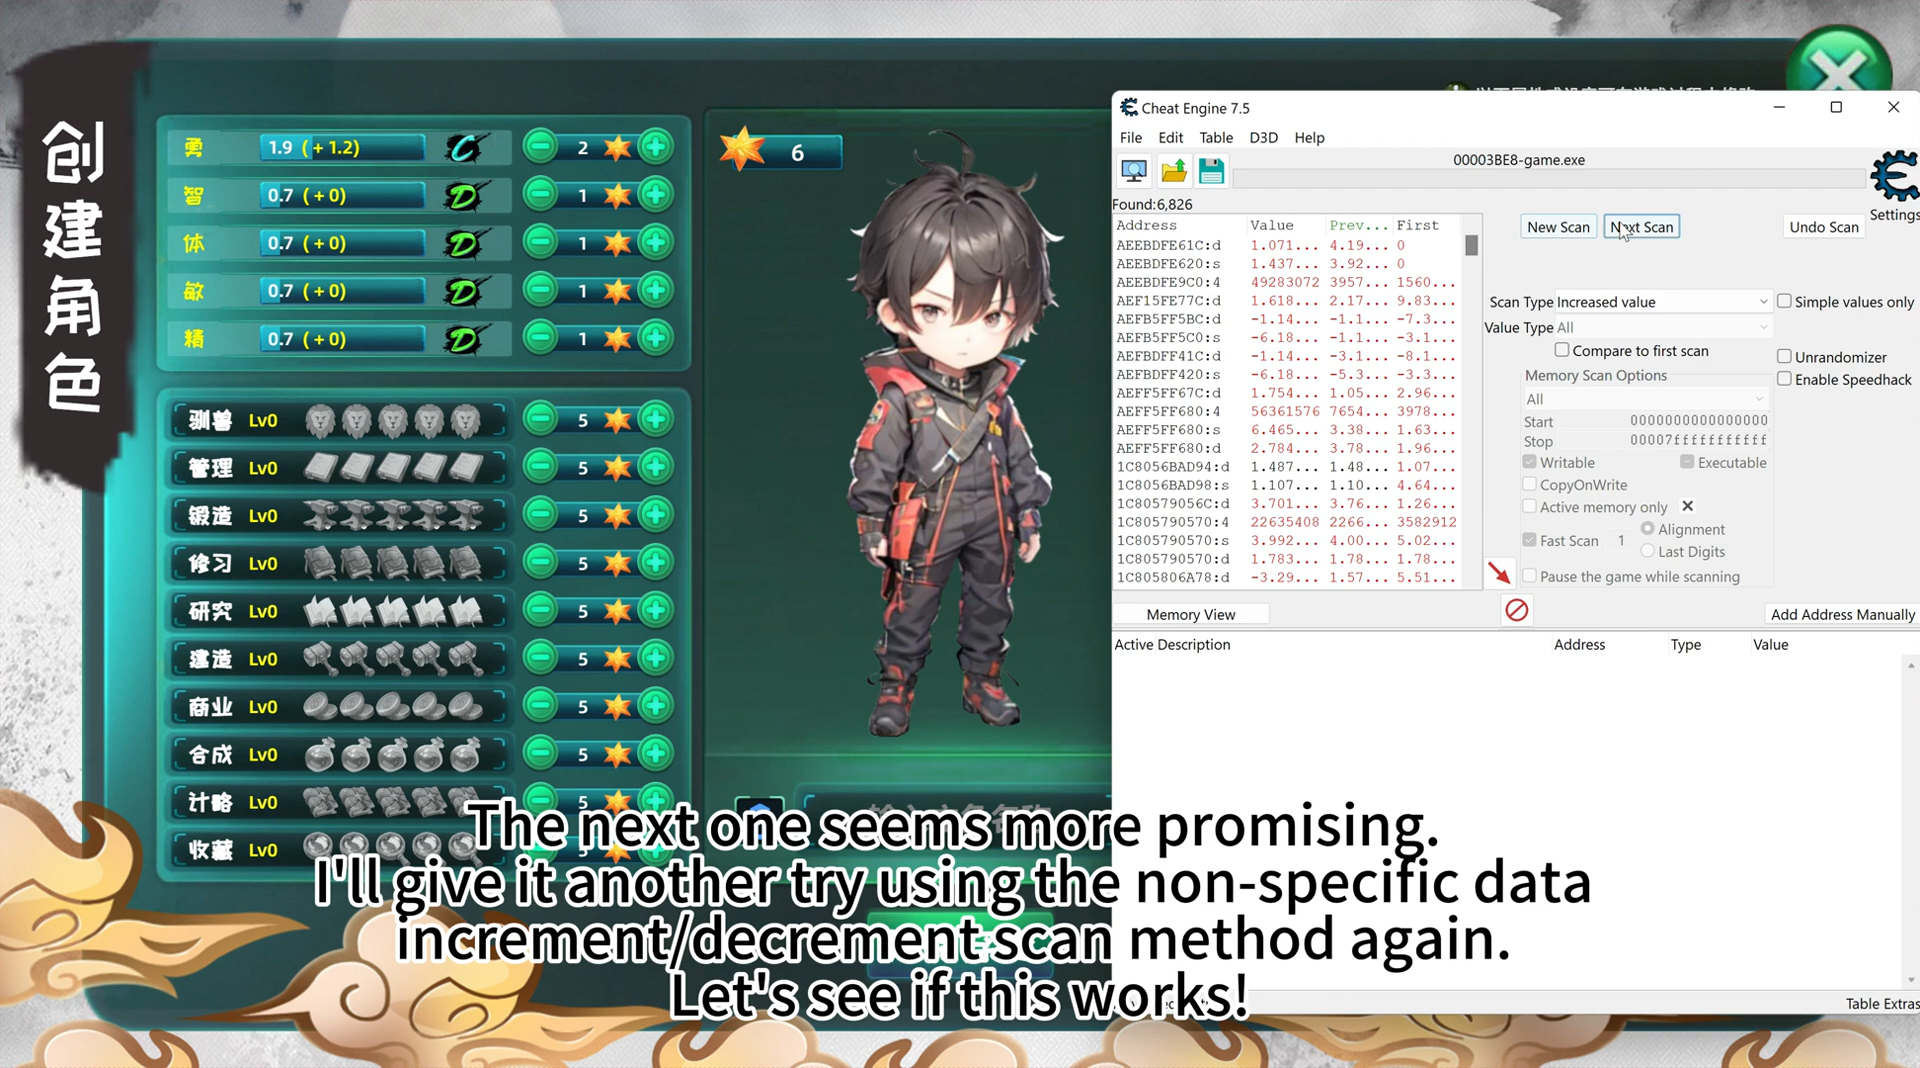 创建角色
勇 1.9 (+1.2) C 2
智 0.7 (+0) D 1
体 0.7 (+0) D 1
敏 0.7 (+0) D 1
精 0.7 (+0) D 1
驯兽 Lv0 5
管理 Lv0 5
锻造 Lv0 5
修习 Lv0 5
研究 Lv0 5
建造 Lv0 5
商业 Lv0 5
合成 Lv0 5
计略 Lv0 5
收藏 Lv0 5
6
Cheat Engine 7.5
File Edit Table D3D Help
00003BE8-game.exe
Found:6,826
Settings
Address Value Prev... First
AEEBDFE61C:d 1.071... 4.19... 0
AEEBDFE620:s 1.437... 3.92... 0
AEEBDFE9C0:4 49283072 3957... 1560...
AEF15FE77C:d 1.618... 2.17... 9.83...
AEFB5FF5BC:d -1.14... -1.1... -7.3...
AEFB5FF5C0:s -6.18... -1.1... -3.1...
AEFBDFF41C:d -1.14... -3.1... -8.1...
AEFBDFF420:s -6.18... -5.3... -3.3...
AEFF5FF67C:d 1.754... 1.05... 2.96...
AEFF5FF680:4 56361576 7654... 3978...
AEFF5FF680:s 6.465... 3.38... 1.63...
AEFF5FF680:d 2.784... 3.78... 1.96...
1C8056BAD94:d 1.487... 1.48... 1.07...
1C8056BAD98:s 1.107... 1.10... 4.64...
1C80579056C:d 3.701... 3.76... 1.26...
1C805790570:4 22635408 2266... 3582912
1C805790570:s 3.992... 4.00... 5.02...
1C805790570:d 1.783... 1.78... 1.78...
1C805806A78:d -3.29... 1.57... 5.51...
New Scan Next Scan Undo Scan
Scan Type Increased value
Simple values only
Value Type All
Compare to first scan
Unrandomizer
Enable Speedhack
Memory Scan Options
All
Start 0000000000000000
Stop 00007fffffffffff
Writable Executable
CopyOnWrite
Active memory only
Fast Scan 1 Alignment
Last Digits
Pause the game while scanning
Memory View
Add Address Manually
Active Description Address Type Value
Table Extras
The next one seems more promising.
I'll give it another try using the non-specific data
increment/decrement scan method again.
Let's see if this works!